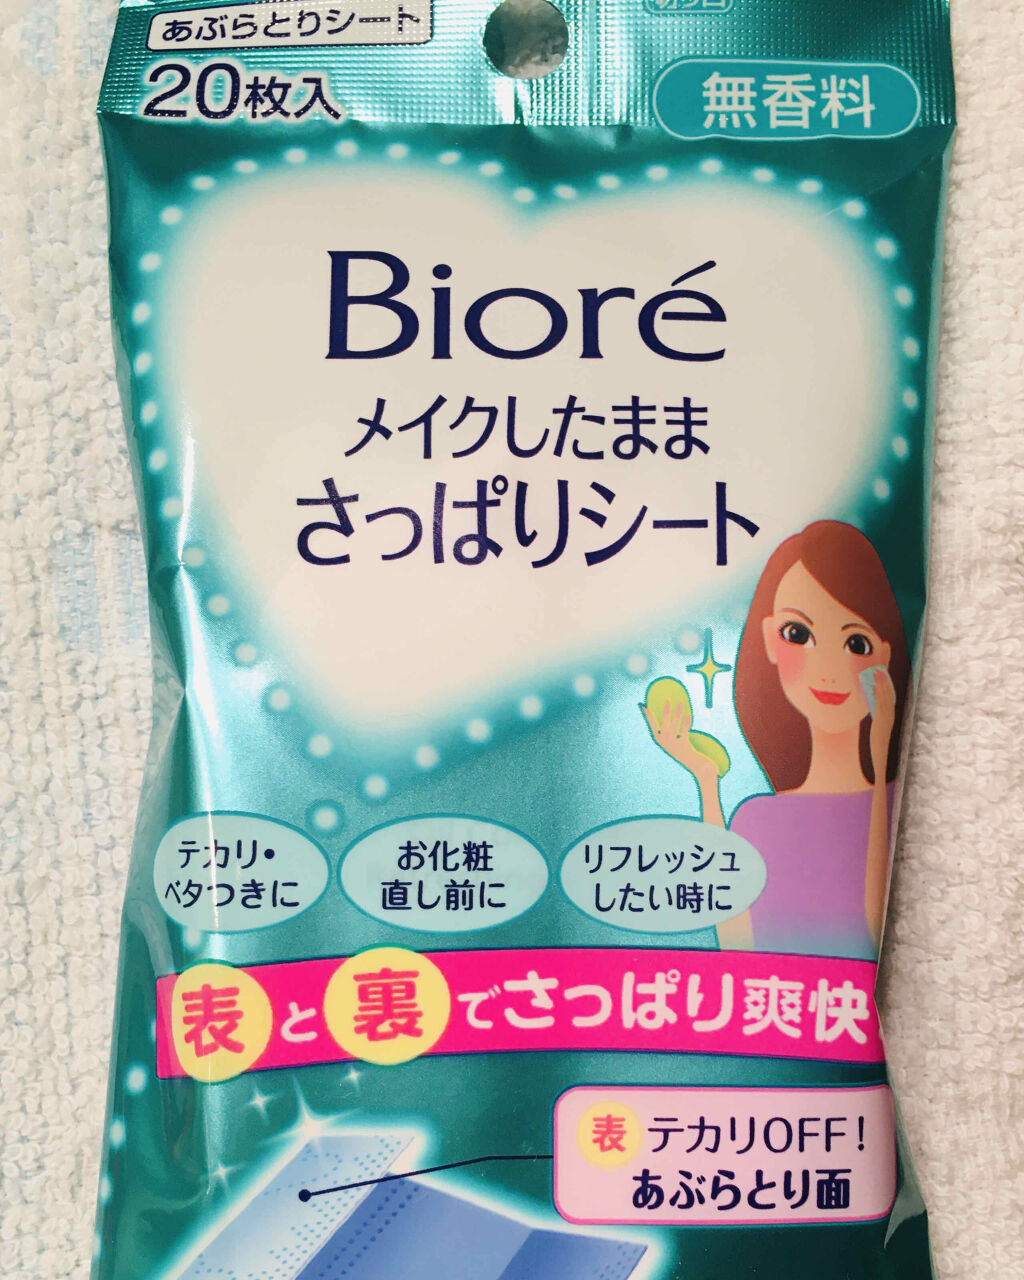 あぶらとりシート
切り口
20枚入
無香料
Bioré
メイクしたまま
さっぱりシート
テカリ・
ベタつきに
お化粧
直し前に
リフレッシュ
したい時に
表と裏でさっぱり爽快
表 テカリOFF!
あぶらとり面